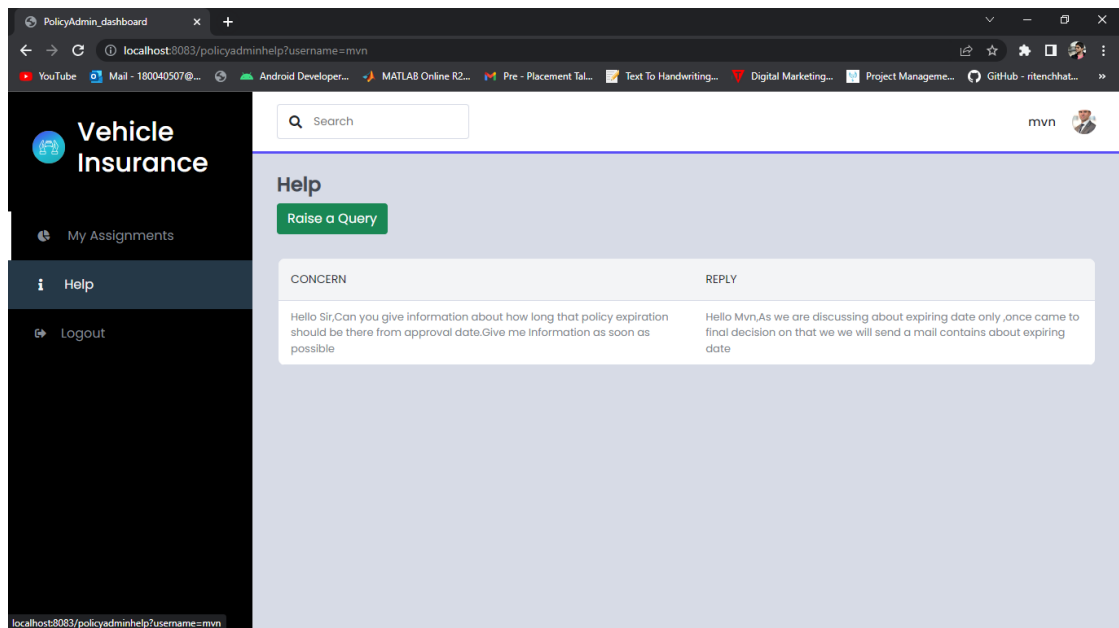 PolicyAdmin_dashboard
localhost:8083/policyadminhelp?username=mvn
YouTube Mail - 180040507@... Android Developer... MATLAB Online R2... Pre - Placement Tal... Text To Handwriting... Digital Marketing... Project Manageme... GitHub - ritenchhat... »
Vehicle
Insurance
Search
mvn
My Assignments
Help
Logout
Help
Raise a Query
CONCERN REPLY
Hello Sir,Can you give information about how long that policy expiration
should be there from approval date.Give me Information as soon as
possible
Hello Mvn,As we are discussing about expiring date only ,once came to
final decision on that we we will send a mail contains about expiring
date
localhost:8083/policyadminhelp?username=mvn